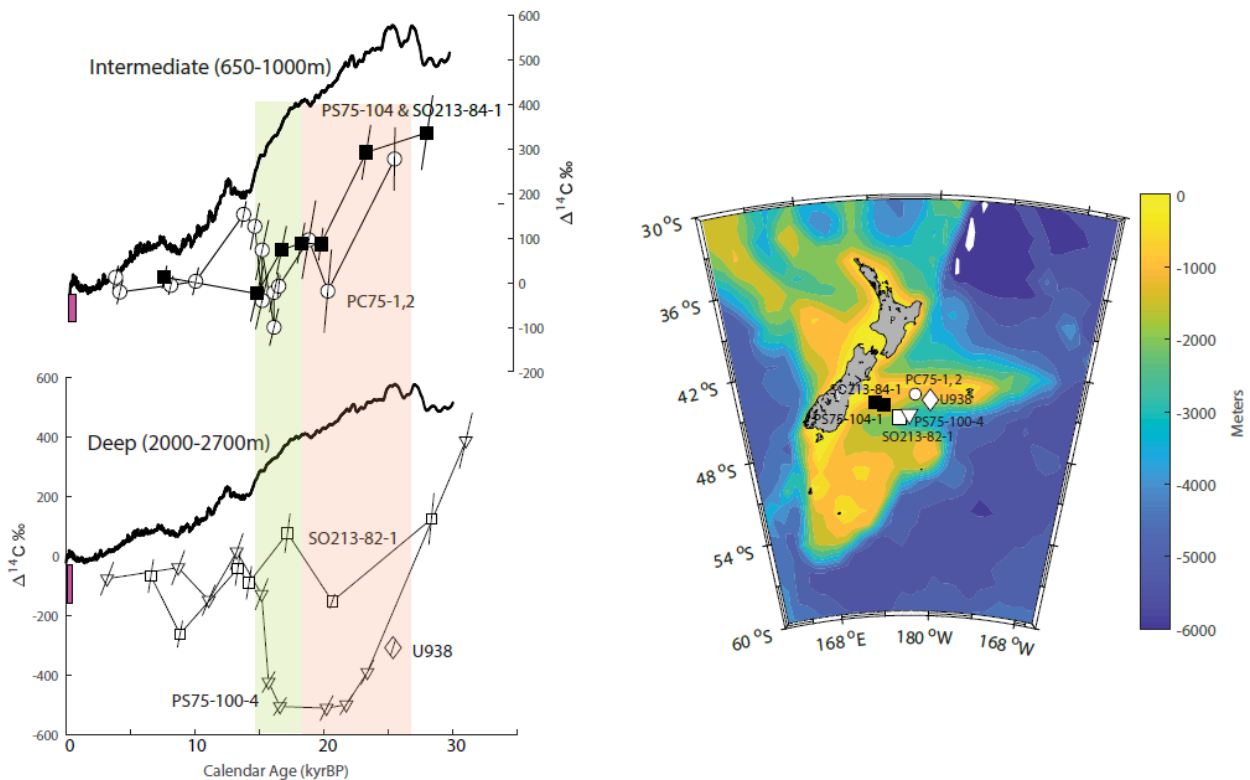 600
500
400
300
200
100
0
-100
-200
Δ¹⁴C ‰
Intermediate (650-1000m)
PS75-104 & SO213-84-1
PC75-1,2
600
400
200
0
-200
-400
-600
Δ¹⁴C ‰
Deep (2000-2700m)
SO213-82-1
U938
PS75-100-4
0
10
20
30
Calendar Age (kyrBP)
30°S
36°S
42°S
48°S
54°S
60°S
168°E
180°W
168°W
PC75-1, 2
SO213-84-1
U938
PS75-104-1
PS75-100-4
SO213-82-1
0
-1000
-2000
-3000
-4000
-5000
-6000
Meters